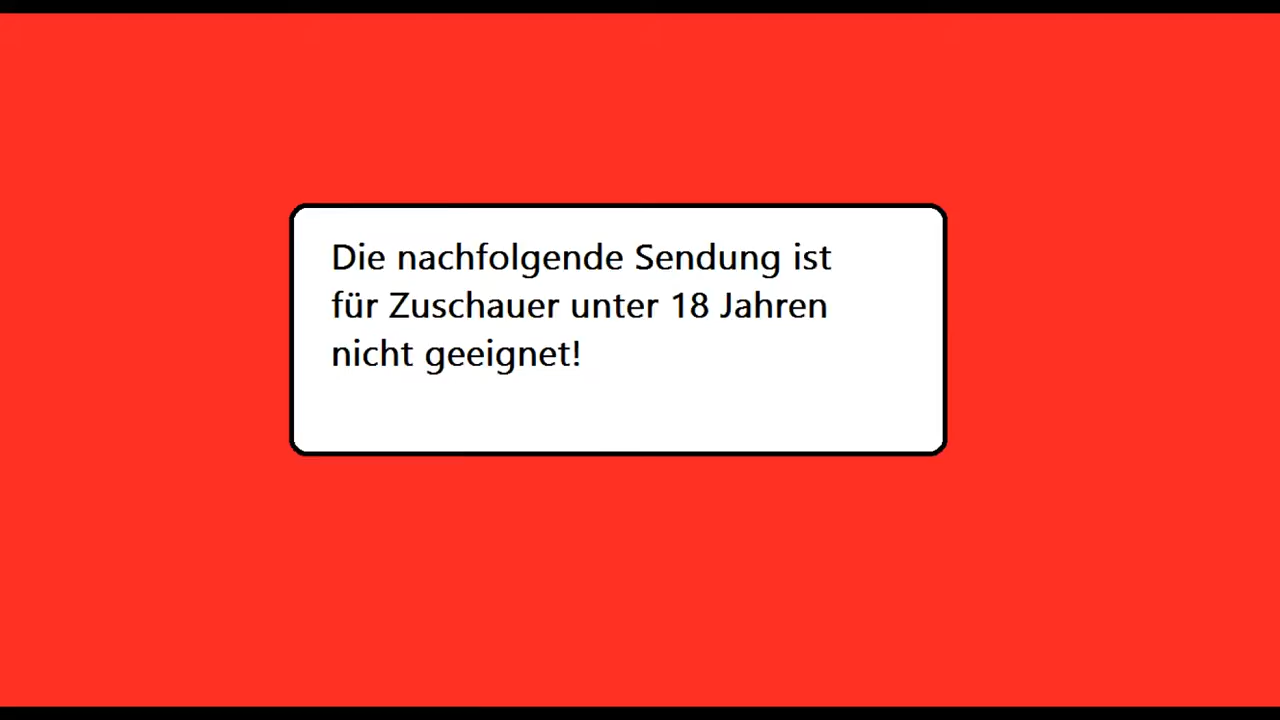 Die nachfolgende Sendung ist
für Zuschauer unter 18 Jahren
nicht geeignet!